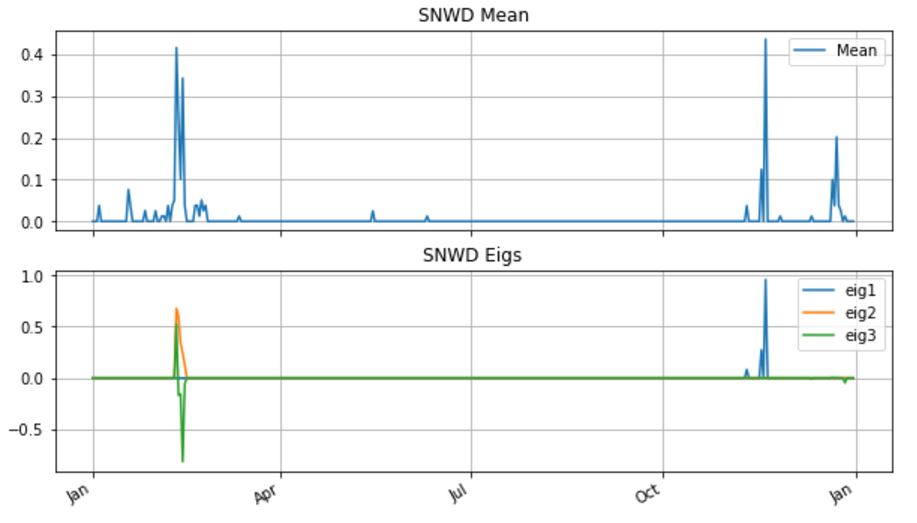 SNWD Mean
0.4
0.3
0.2
0.1
0.0
Mean
SNWD Eigs
1.0
0.5
0.0
−0.5
eig1
eig2
eig3
Jan
Apr
Jul
Oct
Jan